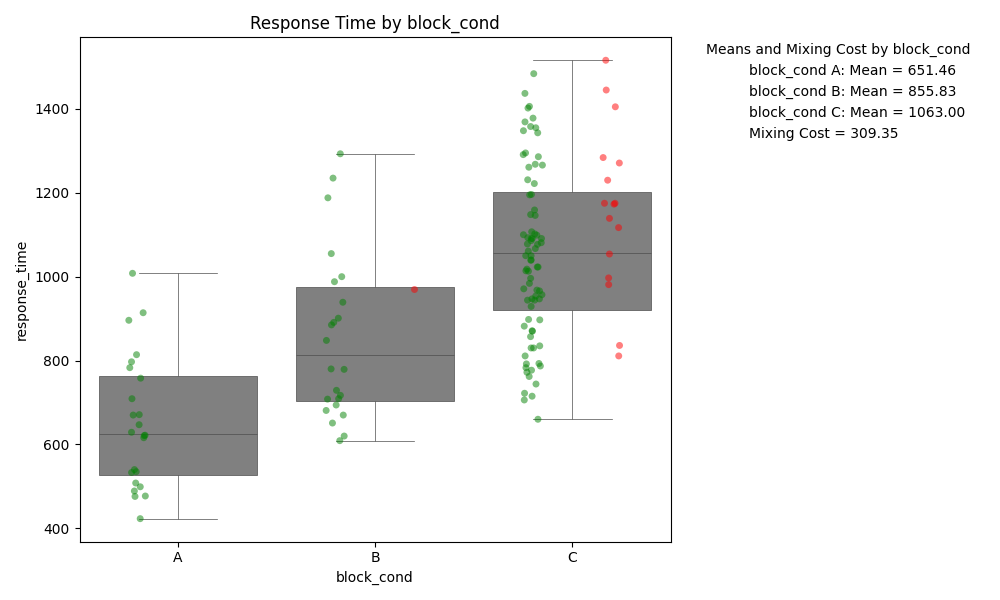 Response Time by block_cond
Means and Mixing Cost by block_cond
block_cond A: Mean = 651.46
block_cond B: Mean = 855.83
block_cond C: Mean = 1063.00
Mixing Cost = 309.35
response_time
1400
1200
1000
800
600
400
A B C
block_cond